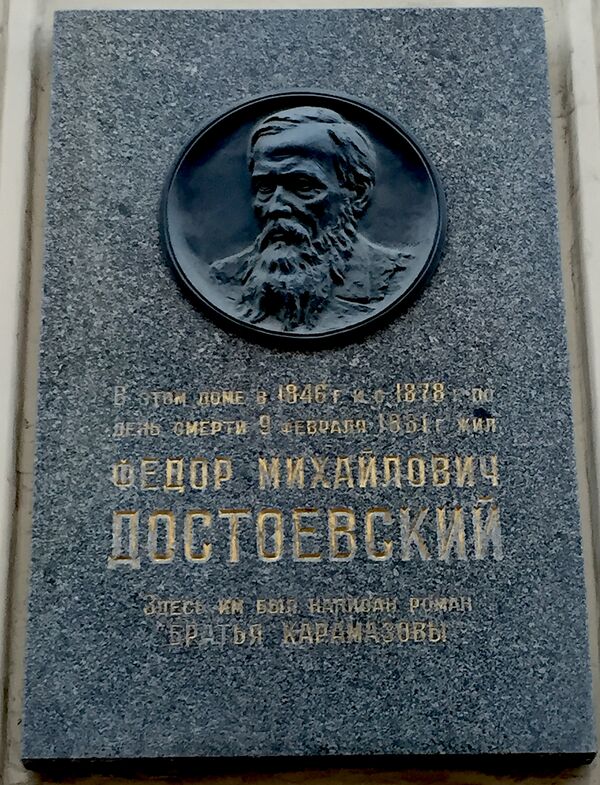 В этом доме в 1846 г и с 1878 г по
день смерти 9 февраля 1881 г жил
ФЕДОР МИХАЙЛОВИЧ
ДОСТОЕВСКИЙ
Здесь им был написан роман
"БРАТЬЯ КАРАМАЗОВЫ"